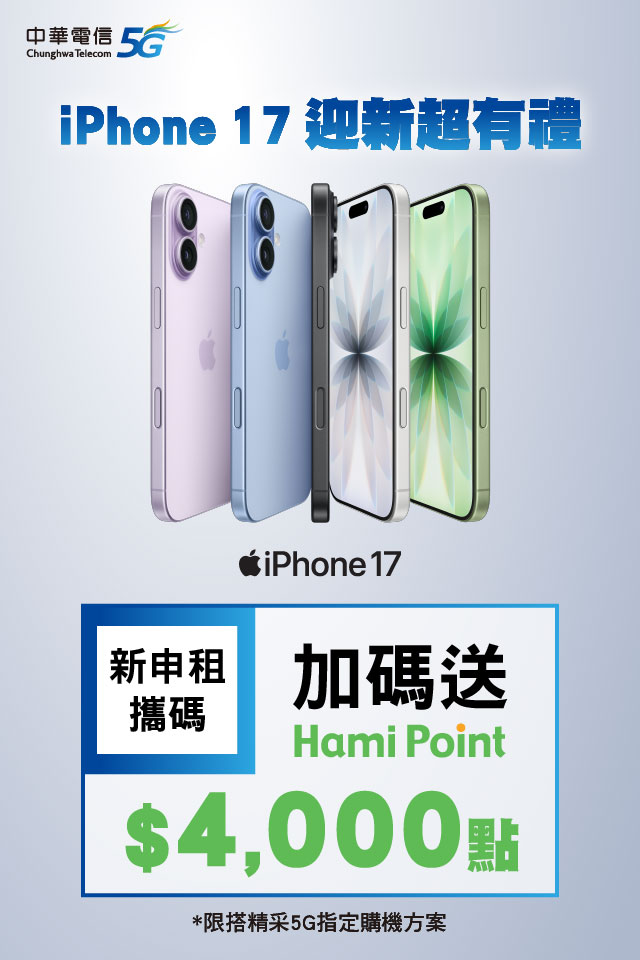 中華電信 5G
Chunghwa Telecom
iPhone 17 迎新超有禮
iPhone 17
新申租
攜碼
加碼送
Hami Point
$4,000點
*限搭精采5G指定購機方案